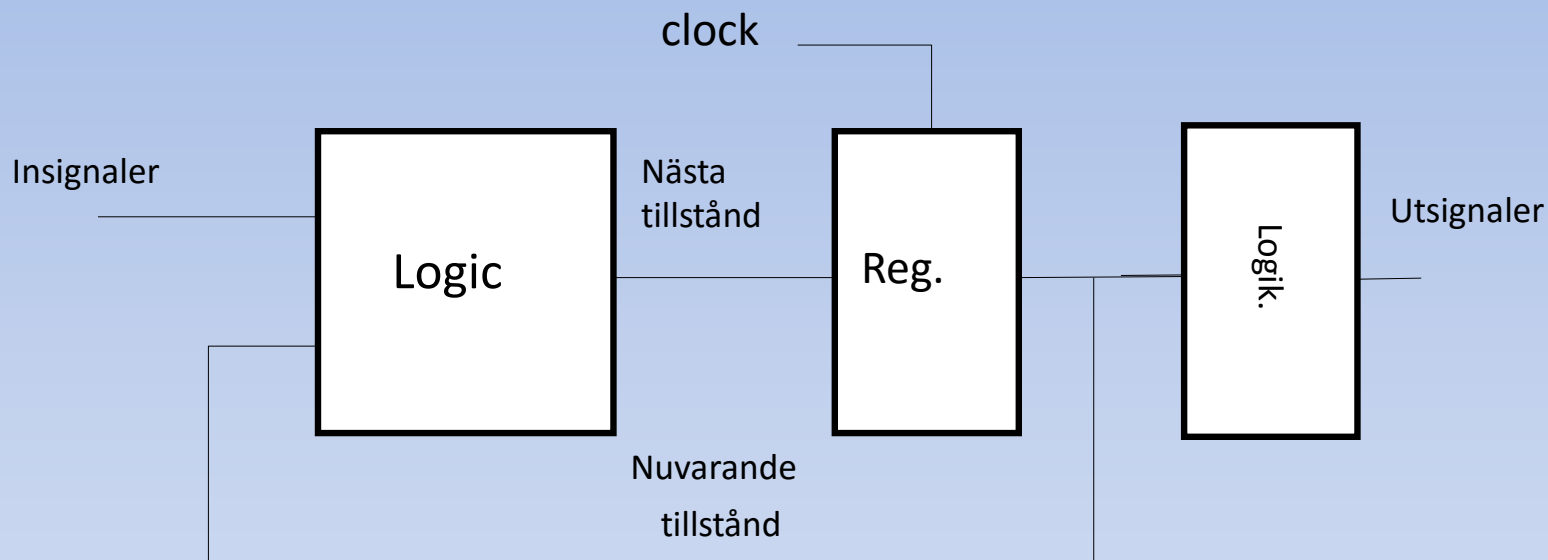 clock
Insignaler
Nästa
tillstånd
Utsignaler
Logic
Reg.
Logik.
Nuvarande
tillstånd